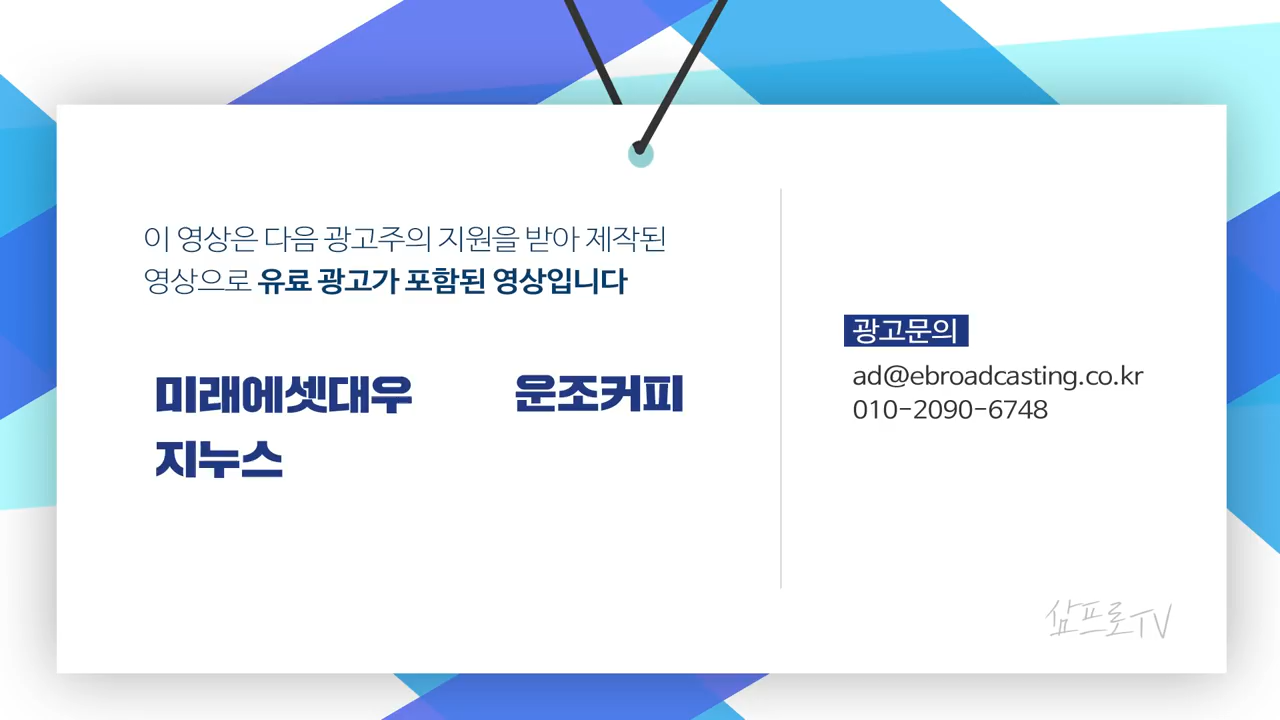 이 영상은 다음 광고주의 지원을 받아 제작된
영상으로 유료 광고가 포함된 영상입니다
미래에셋대우 운조커피
지누스
광고문의
ad@ebroadcasting.co.kr
010-2090-6748
삼프로TV